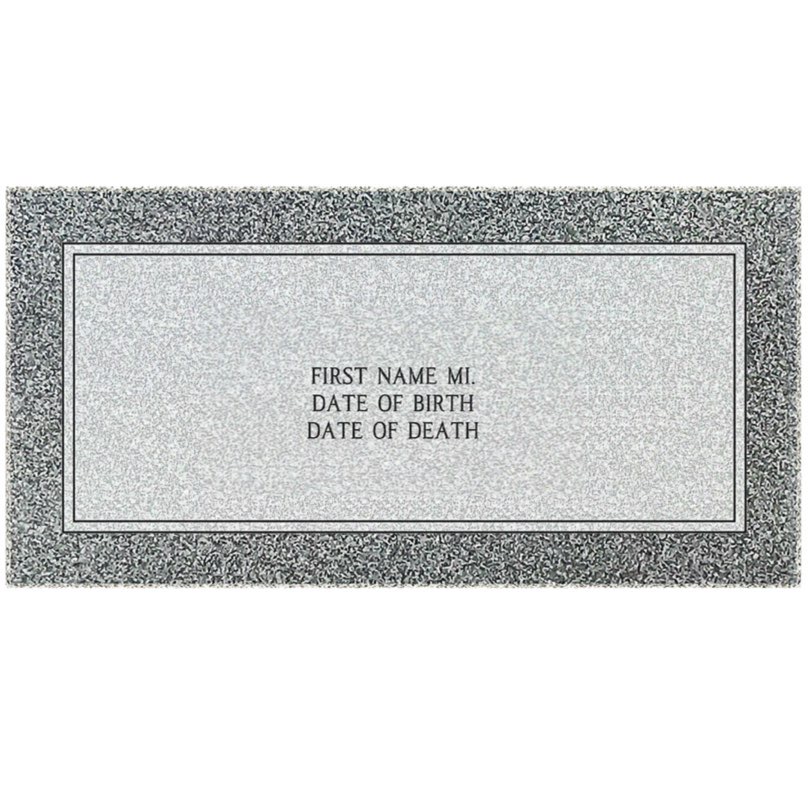 FIRST NAME MI.
DATE OF BIRTH
DATE OF DEATH